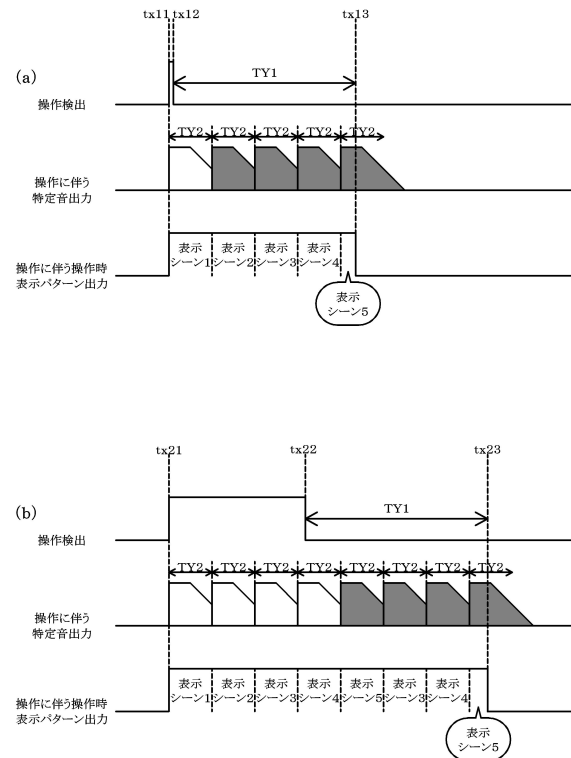 tx11 tx12 tx13
(a)
TY1
操作検出
TY2 TY2 TY2 TY2 TY2
操作に伴う
特定音出力
表示 表示 表示 表示
シーン1 シーン2 シーン3 シーン4
操作に伴う操作時
表示パターン出力
表示
シーン5
tx21 tx22 tx23
(b)
TY1
操作検出
TY2 TY2 TY2 TY2 TY2 TY2 TY2 TY2
操作に伴う
特定音出力
表示 表示 表示 表示 表示 表示 表示
シーン1 シーン2 シーン3 シーン4 シーン5 シーン3 シーン4
操作に伴う操作時
表示パターン出力
表示
シーン5